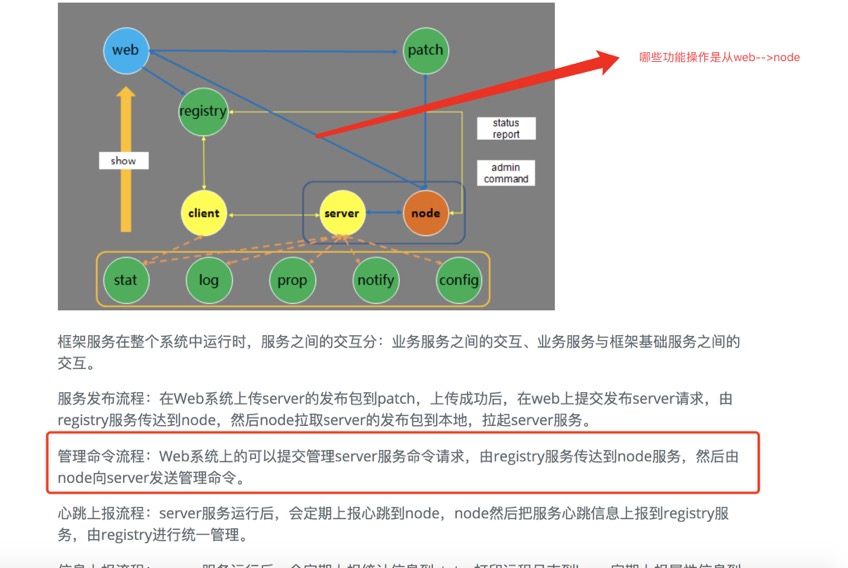 web
patch
哪些功能操作是从web-->node
registry
status
report
show
admin
command
client
server
node
stat
log
prop
notify
config
框架服务在整个系统中运行时，服务之间的交互分：业务服务之间的交互、业务服务与框架基础服务之间的
交互。
服务发布流程：在Web系统上传server的发布包到patch，上传成功后，在web上提交发布server请求，由
registry服务传达到node，然后node拉取server的发布包到本地，拉起server服务。
管理命令流程：Web系统上的可以提交管理server服务命令请求，由registry服务传达到node服务，然后由
node向server发送管理命令。
心跳上报流程：server服务运行后，会定期上报心跳到node，node然后把服务心跳信息上报到registry服
务，由registry进行统一管理。